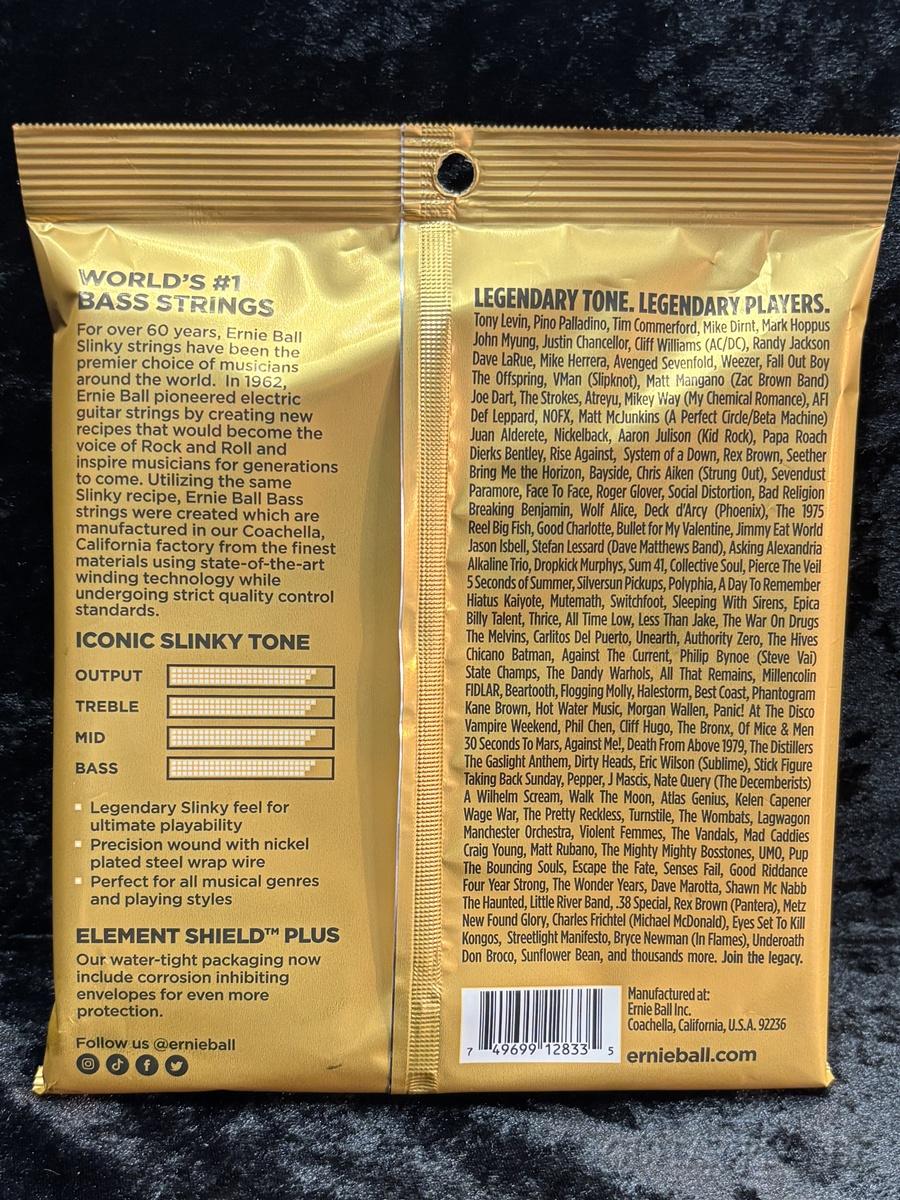 WORLD'S #1
BASS STRINGS
For over 60 years, Ernie Ball
Slinky strings have been the
premier choice of musicians
around the world. In 1962,
Ernie Ball pioneered electric
guitar strings by creating new
recipes that would become the
voice of Rock and Roll and
inspire musicians for generations
to come. Utilizing the same
Slinky recipe, Ernie Ball Bass
strings were created which are
manufactured in our Coachella,
California factory from the finest
materials using state-of-the-art
winding technology while
undergoing strict quality control
standards.
ICONIC SLINKY TONE
OUTPUT
TREBLE
MID
BASS
Legendary Slinky feel for
ultimate playability
Precision wound with nickel
plated steel wrap wire
Perfect for all musical genres
and playing styles
ELEMENT SHIELD™ PLUS
Our water-tight packaging now
include corrosion inhibiting
envelopes for even more
protection.
Follow us @ernieball
LEGENDARY TONE. LEGENDARY PLAYERS.
Tony Levin, Pino Palladino, Tim Commerford, Mike Dirnt, Mark Hoppus
John Myung, Justin Chancellor, Cliff Williams (AC/DC), Randy Jackson
Dave LaRue, Mike Herrera, Avenged Sevenfold, Weezer, Fall Out Boy
The Offspring, VMan (Slipknot), Matt Mangano (Zac Brown Band)
Joe Dart, The Strokes, Atreyu, Mikey Way (My Chemical Romance), AFI
Def Leppard, NOFX, Matt McJunkins (A Perfect Circle/Beta Machine)
Juan Alderete, Nickelback, Aaron Julison (Kid Rock), Papa Roach
Dierks Bentley, Rise Against, System of a Down, Rex Brown, Seether
Bring Me the Horizon, Bayside, Chris Aiken (Strung Out), Sevendust
Paramore, Face To Face, Roger Glover, Social Distortion, Bad Religion
Breaking Benjamin, Wolf Alice, Deck d'Arcy (Phoenix), The 1975
Reel Big Fish, Good Charlotte, Bullet for My Valentine, Jimmy Eat World
Jason Isbell, Stefan Lessard (Dave Matthews Band), Asking Alexandria
Alkaline Trio, Dropkick Murphys, Sum 41, Collective Soul, Pierce The Veil
5 Seconds of Summer, Silversun Pickups, Polyphia, A Day To Remember
Hiatus Kaiyote, Mutemath, Switchfoot, Sleeping With Sirens, Epica
Billy Talent, Thrice, All Time Low, Less Than Jake, The War On Drugs
The Melvins, Carlitos Del Puerto, Unearth, Authority Zero, The Hives
Chicano Batman, Against The Current, Philip Bynoe (Steve Vai)
State Champs, The Dandy Warhols, All That Remains, Millencolin
FIDLAR, Beartooth, Flogging Molly, Halestorm, Best Coast, Phantogram
Kane Brown, Hot Water Music, Morgan Wallen, Panic! At The Disco
Vampire Weekend, Phil Chen, Cliff Hugo, The Bronx, Of Mice & Men
30 Seconds To Mars, Against Me!, Death From Above 1979, The Distillers
The Gaslight Anthem, Dirty Heads, Eric Wilson (Sublime), Stick Figure
Taking Back Sunday, Pepper, J Mascis, Nate Query (The Decemberists)
A Wilhelm Scream, Walk The Moon, Atlas Genius, Kelen Capener
Wage War, The Pretty Reckless, Turnstile, The Wombats, Lagwagon
Manchester Orchestra, Violent Femmes, The Vandals, Mad Caddies
Craig Young, Matt Rubano, The Mighty Mighty Bosstones, UMO, Pup
The Bouncing Souls, Escape the Fate, Senses Fail, Good Riddance
Four Year Strong, The Wonder Years, Dave Marotta, Shawn Mc Nabb
The Haunted, Little River Band, .38 Special, Rex Brown (Pantera), Metz
New Found Glory, Charles Frichtel (Michael McDonald), Eyes Set To Kill
Kongos, Streetlight Manifesto, Bryce Newman (In Flames), Underoath
Don Broco, Sunflower Bean, and thousands more. Join the legacy.
7 49699 12833 5
Manufactured at:
Ernie Ball Inc.
Coachella, California, U.S.A. 92236
ernieball.com